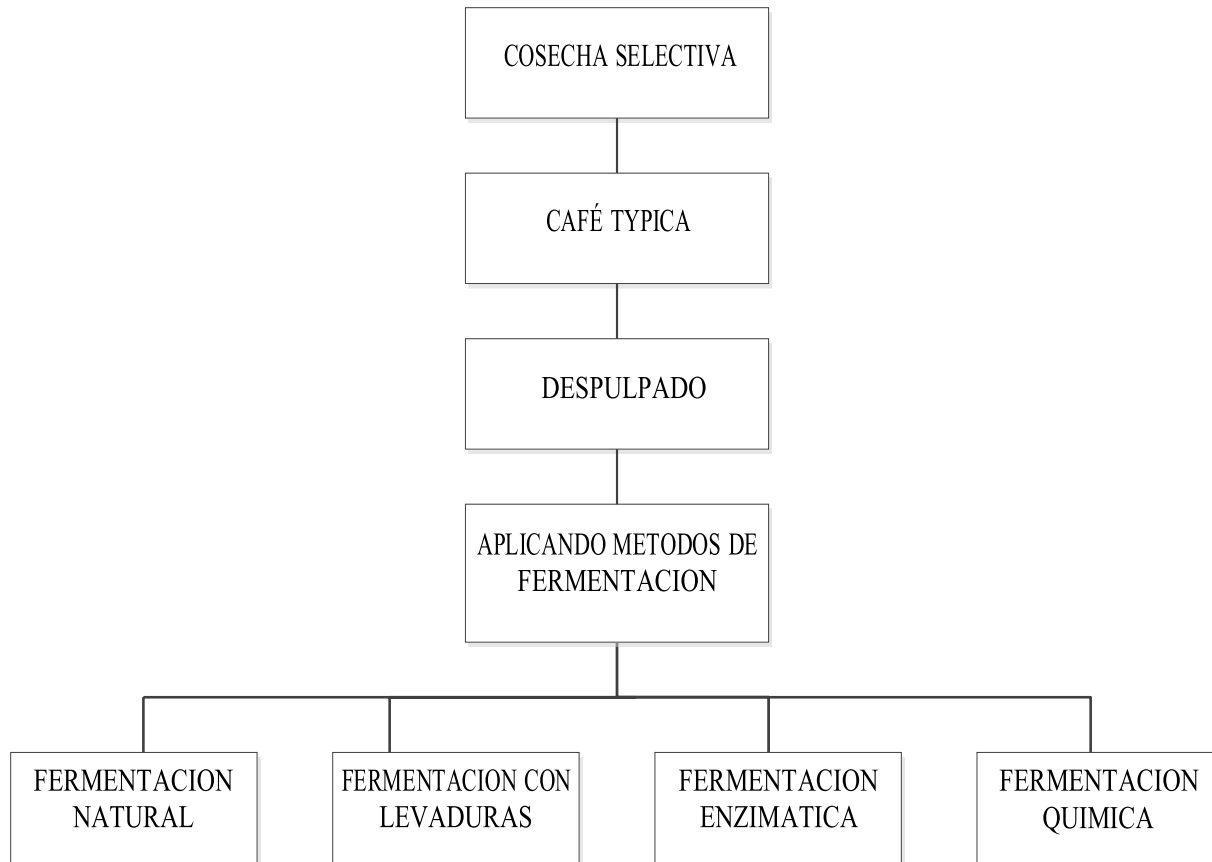 COSECHA SELECTIVA
CAFÉ TYPICA
DESPULPADO
APLICANDO METODOS DE
FERMENTACION
FERMENTACION
NATURAL
FERMENTACION CON
LEVADURAS
FERMENTACION
ENZIMATICA
FERMENTACION
QUIMICA